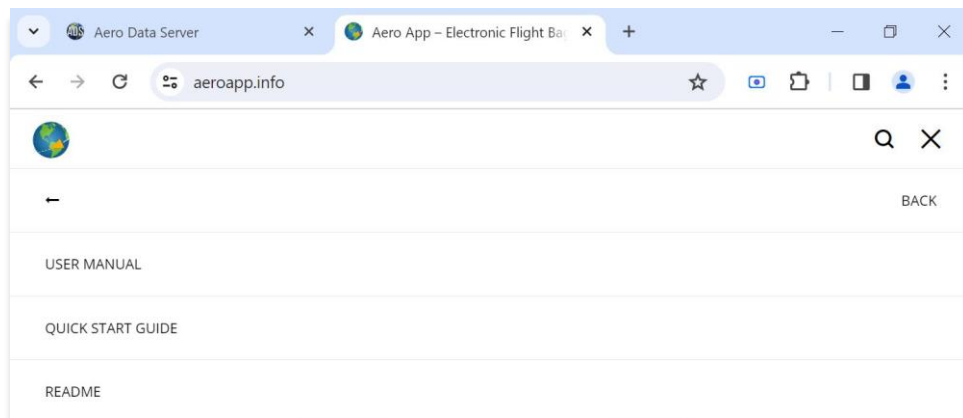 Aero Data Server
Aero App – Electronic Flight Ba
aeroapp.info
BACK
USER MANUAL
QUICK START GUIDE
README